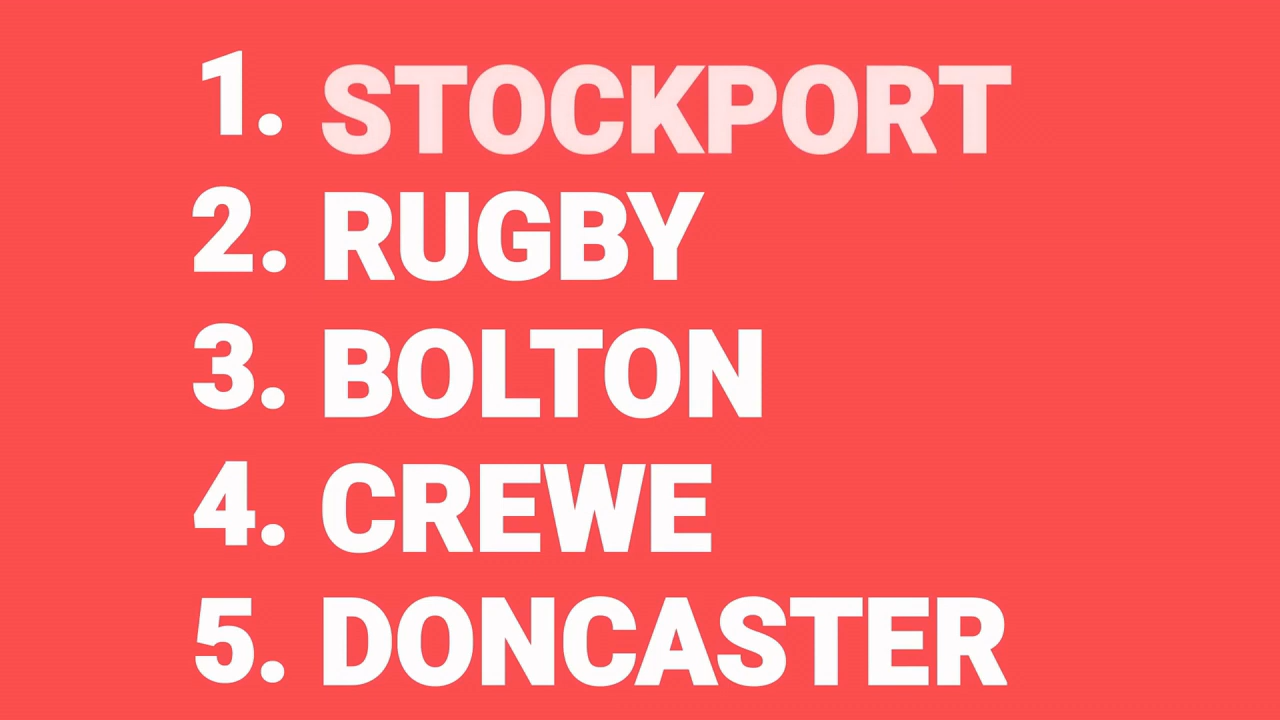 1. STOCKPORT
2. RUGBY
3. BOLTON
4. CREWE
5. DONCASTER